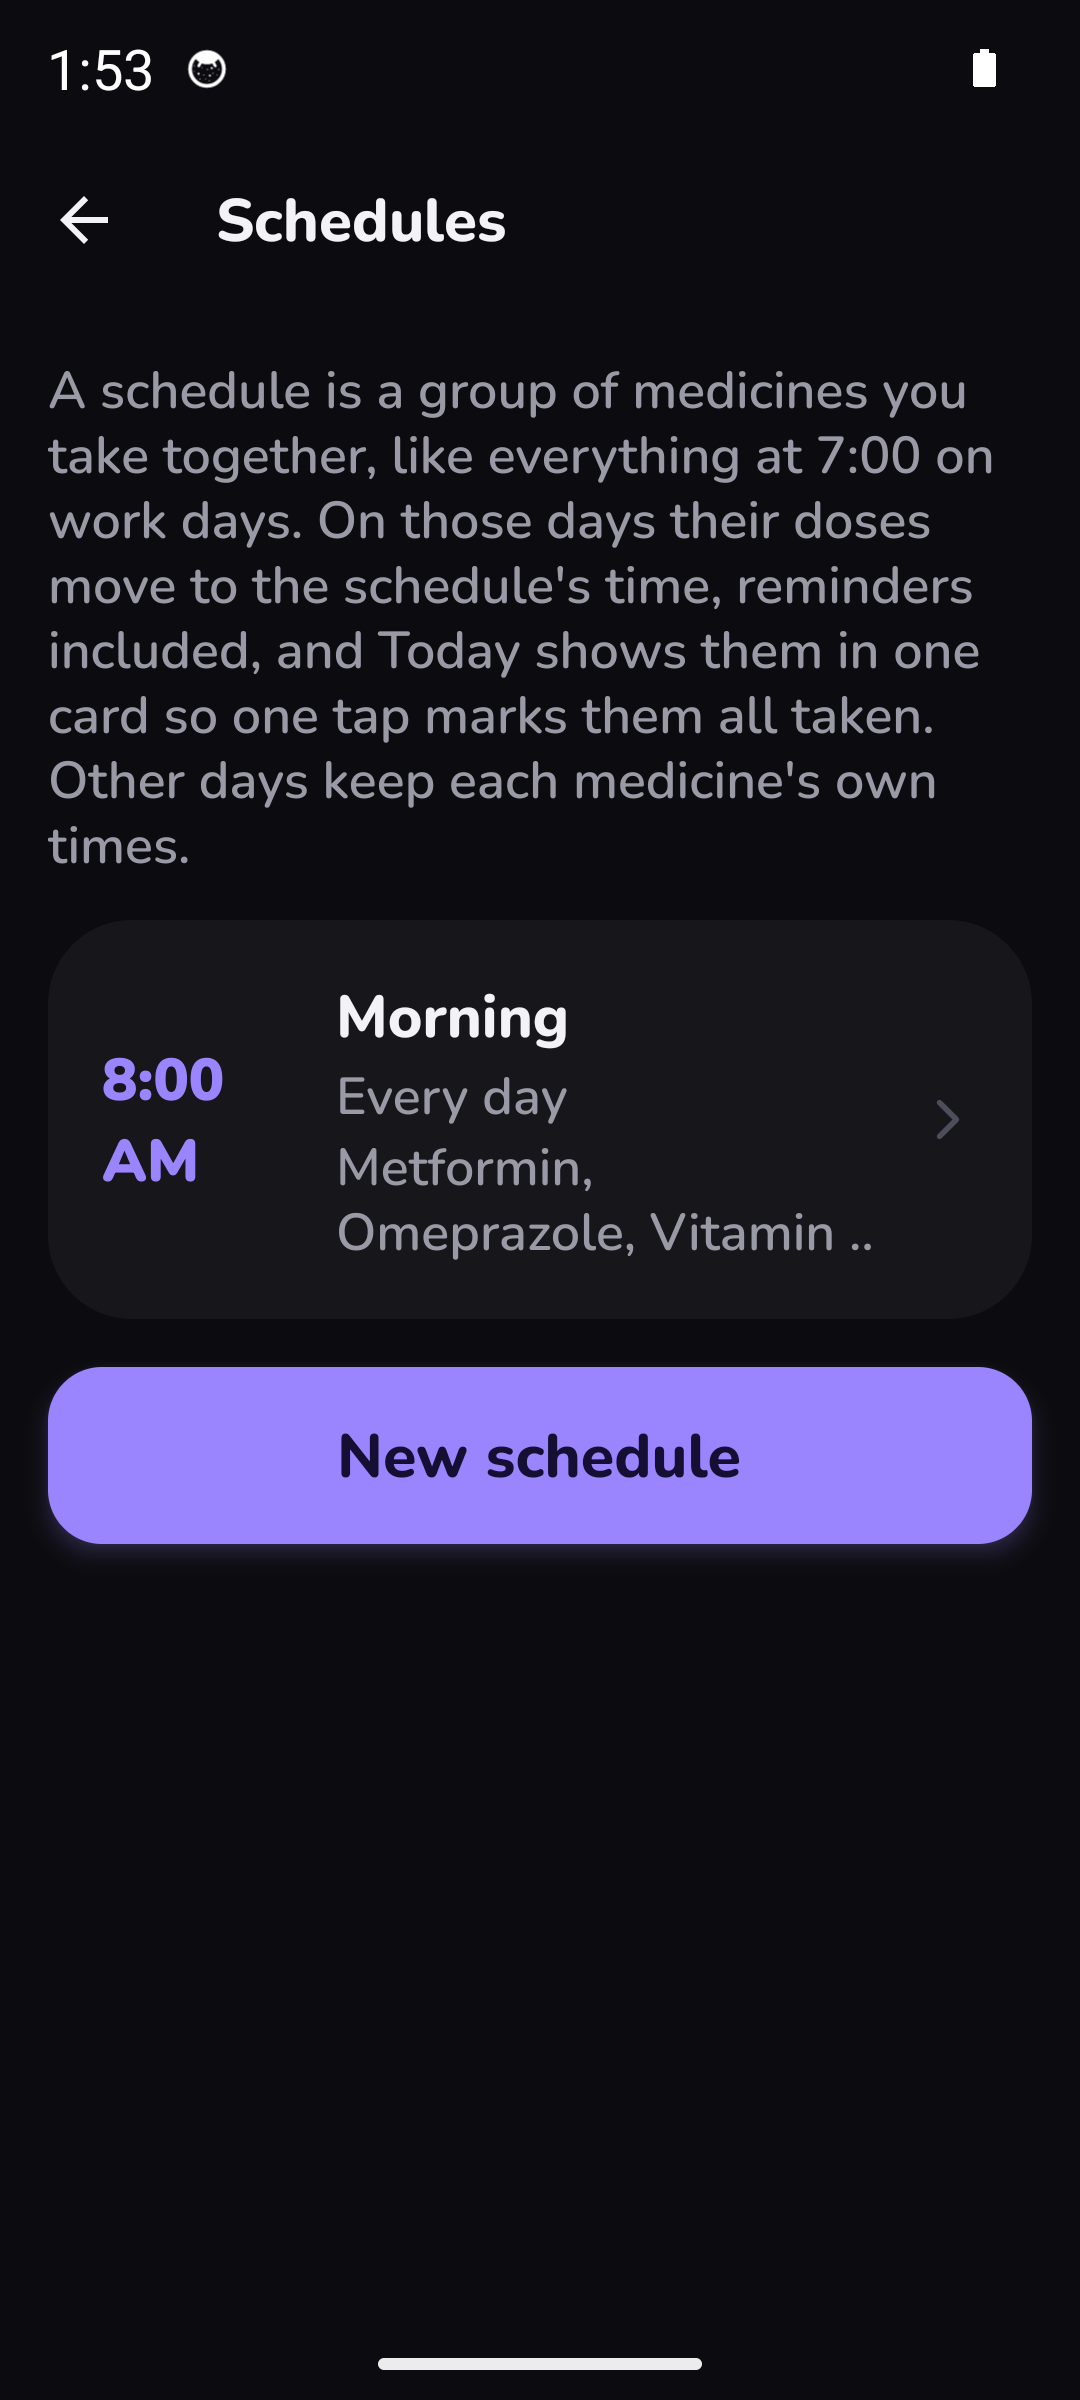 1:53
Schedules
A schedule is a group of medicines you
take together, like everything at 7:00 on
work days. On those days their doses
move to the schedule's time, reminders
included, and Today shows them in one
card so one tap marks them all taken.
Other days keep each medicine's own
times.
8:00
AM
Morning
Every day
Metformin,
Omeprazole, Vitamin ..
New schedule